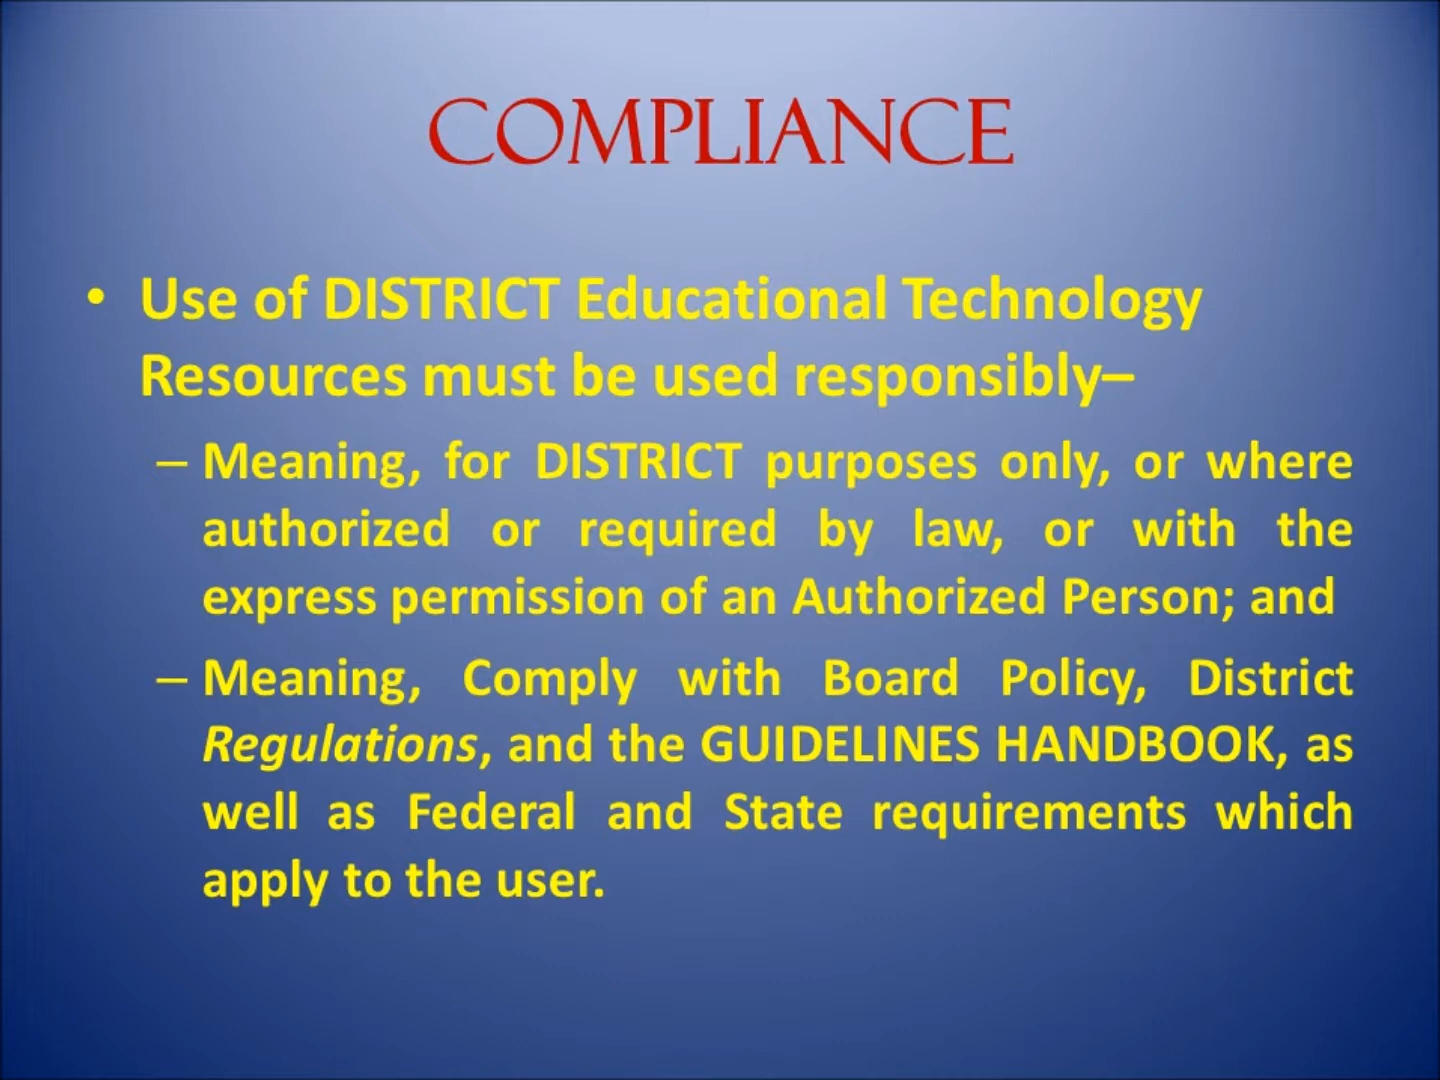 COMPLIANCE
• Use of DISTRICT Educational Technology
Resources must be used responsibly–
– Meaning, for DISTRICT purposes only, or where
authorized or required by law, or with the
express permission of an Authorized Person; and
– Meaning, Comply with Board Policy, District
Regulations, and the GUIDELINES HANDBOOK, as
well as Federal and State requirements which
apply to the user.